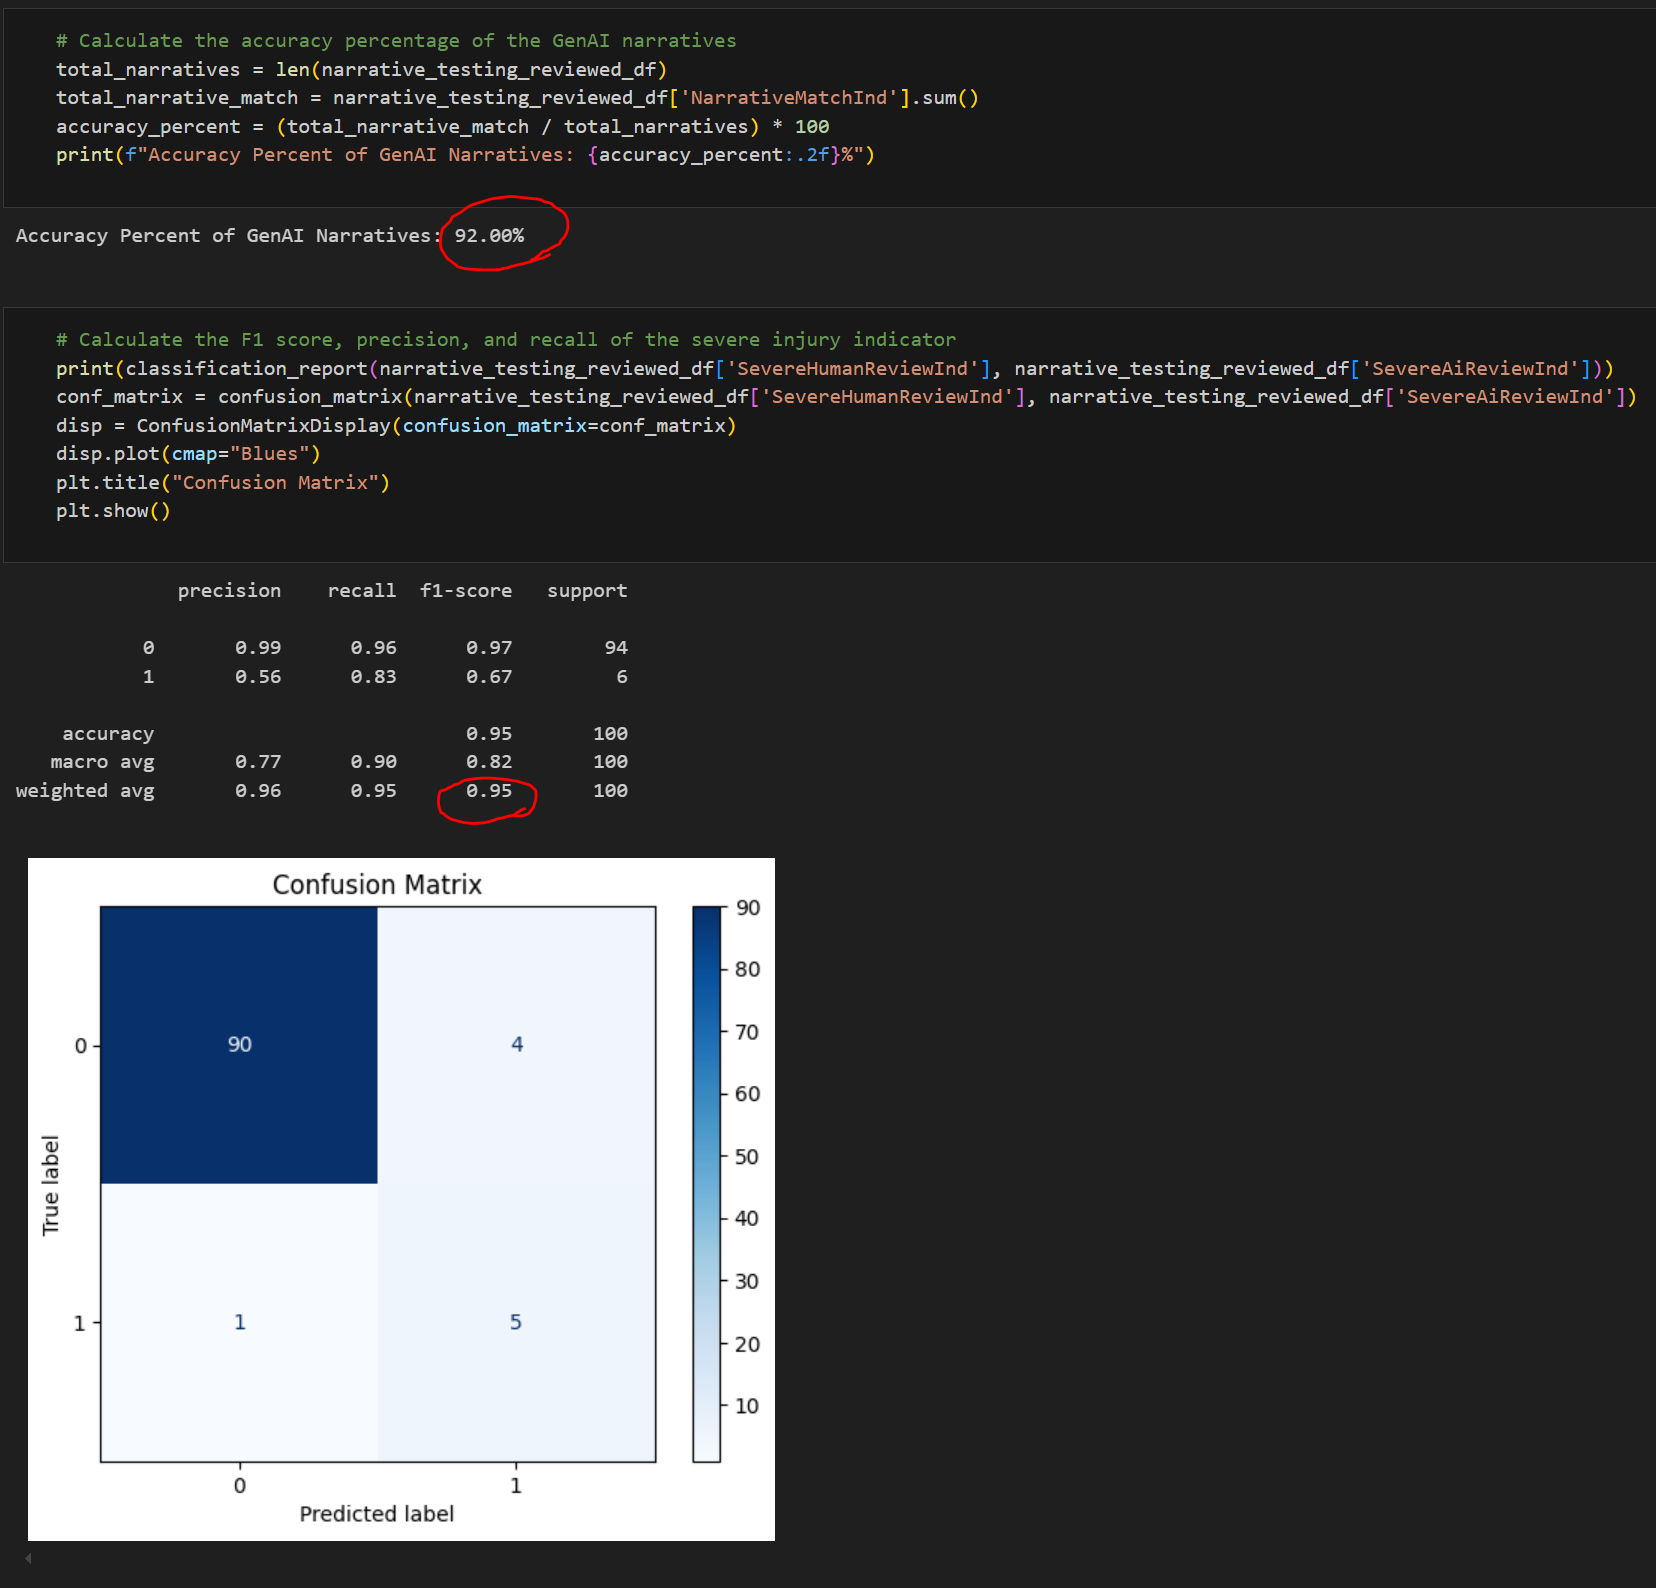 # Calculate the accuracy percentage of the GenAI narratives
total_narratives = len(narrative_testing_reviewed_df)
total_narrative_match = narrative_testing_reviewed_df['NarrativeMatchInd'].sum()
accuracy_percent = (total_narrative_match / total_narratives) * 100
print(f"Accuracy Percent of GenAI Narratives: {accuracy_percent:.2f}%")
Accuracy Percent of GenAI Narratives: 92.00%
# Calculate the F1 score, precision, and recall of the severe injury indicator
print(classification_report(narrative_testing_reviewed_df['SevereHumanReviewInd'], narrative_testing_reviewed_df['SevereAiReviewInd']))
conf_matrix = confusion_matrix(narrative_testing_reviewed_df['SevereHumanReviewInd'], narrative_testing_reviewed_df['SevereAiReviewInd'])
disp = ConfusionMatrixDisplay(confusion_matrix=conf_matrix)
disp.plot(cmap="Blues")
plt.title("Confusion Matrix")
plt.show()
precision recall f1-score support
0 0.99 0.96 0.97 94
1 0.56 0.83 0.67 6
accuracy 0.95 100
macro avg 0.77 0.90 0.82 100
weighted avg 0.96 0.95 0.95 100
Confusion Matrix
90
80
70
60
50
40
30
20
10
True label
0
90 4
1
1 5
0 1
Predicted label